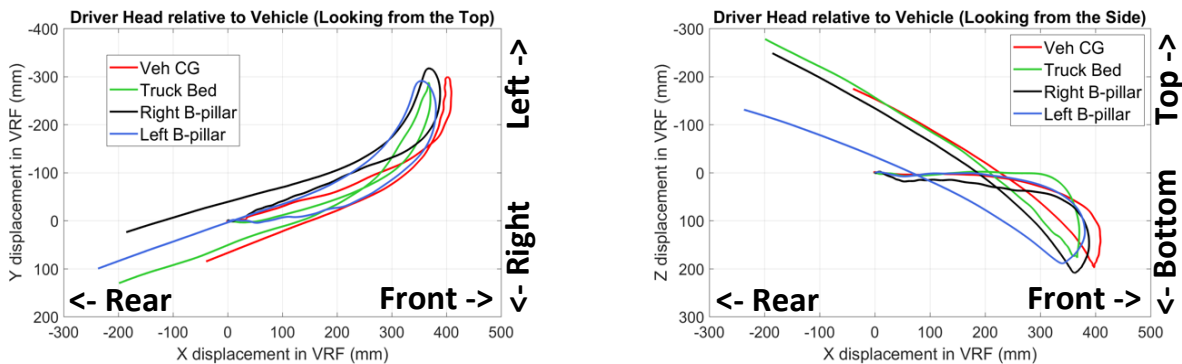 Driver Head relative to Vehicle (Looking from the Top)
-400
-300
-200
-100
0
100
200
Y displacement in VRF (mm)
Veh CG
Truck Bed
Right B-pillar
Left B-pillar
<- Right
Left ->
<- Rear
Front ->
-300
-200
-100
0
100
200
300
400
500
X displacement in VRF (mm)
Driver Head relative to Vehicle (Looking from the Side)
-300
-200
-100
0
100
200
300
Z displacement in VRF (mm)
Veh CG
Truck Bed
Right B-pillar
Left B-pillar
<- Bottom
Top ->
<- Rear
Front ->
-300
-200
-100
0
100
200
300
400
500
X displacement in VRF (mm)